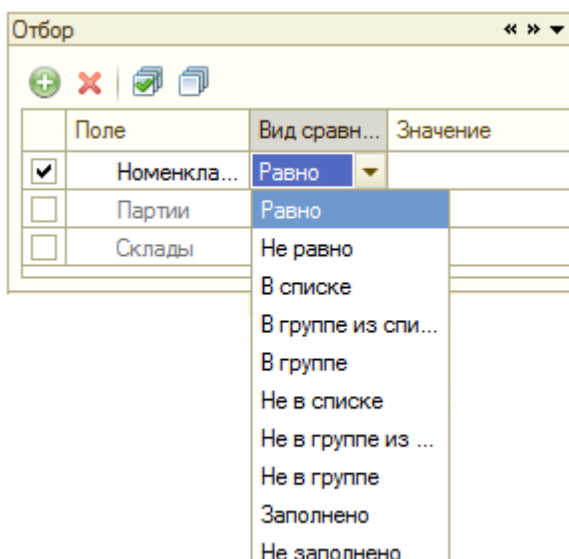 Отбор
Поле Вид сравн... Значение
Номенкла... Равно
Партии
Склады
Равно
Не равно
В списке
В группе из спи...
В группе
Не в списке
Не в группе из ...
Не в группе
Заполнено
Не заполнено